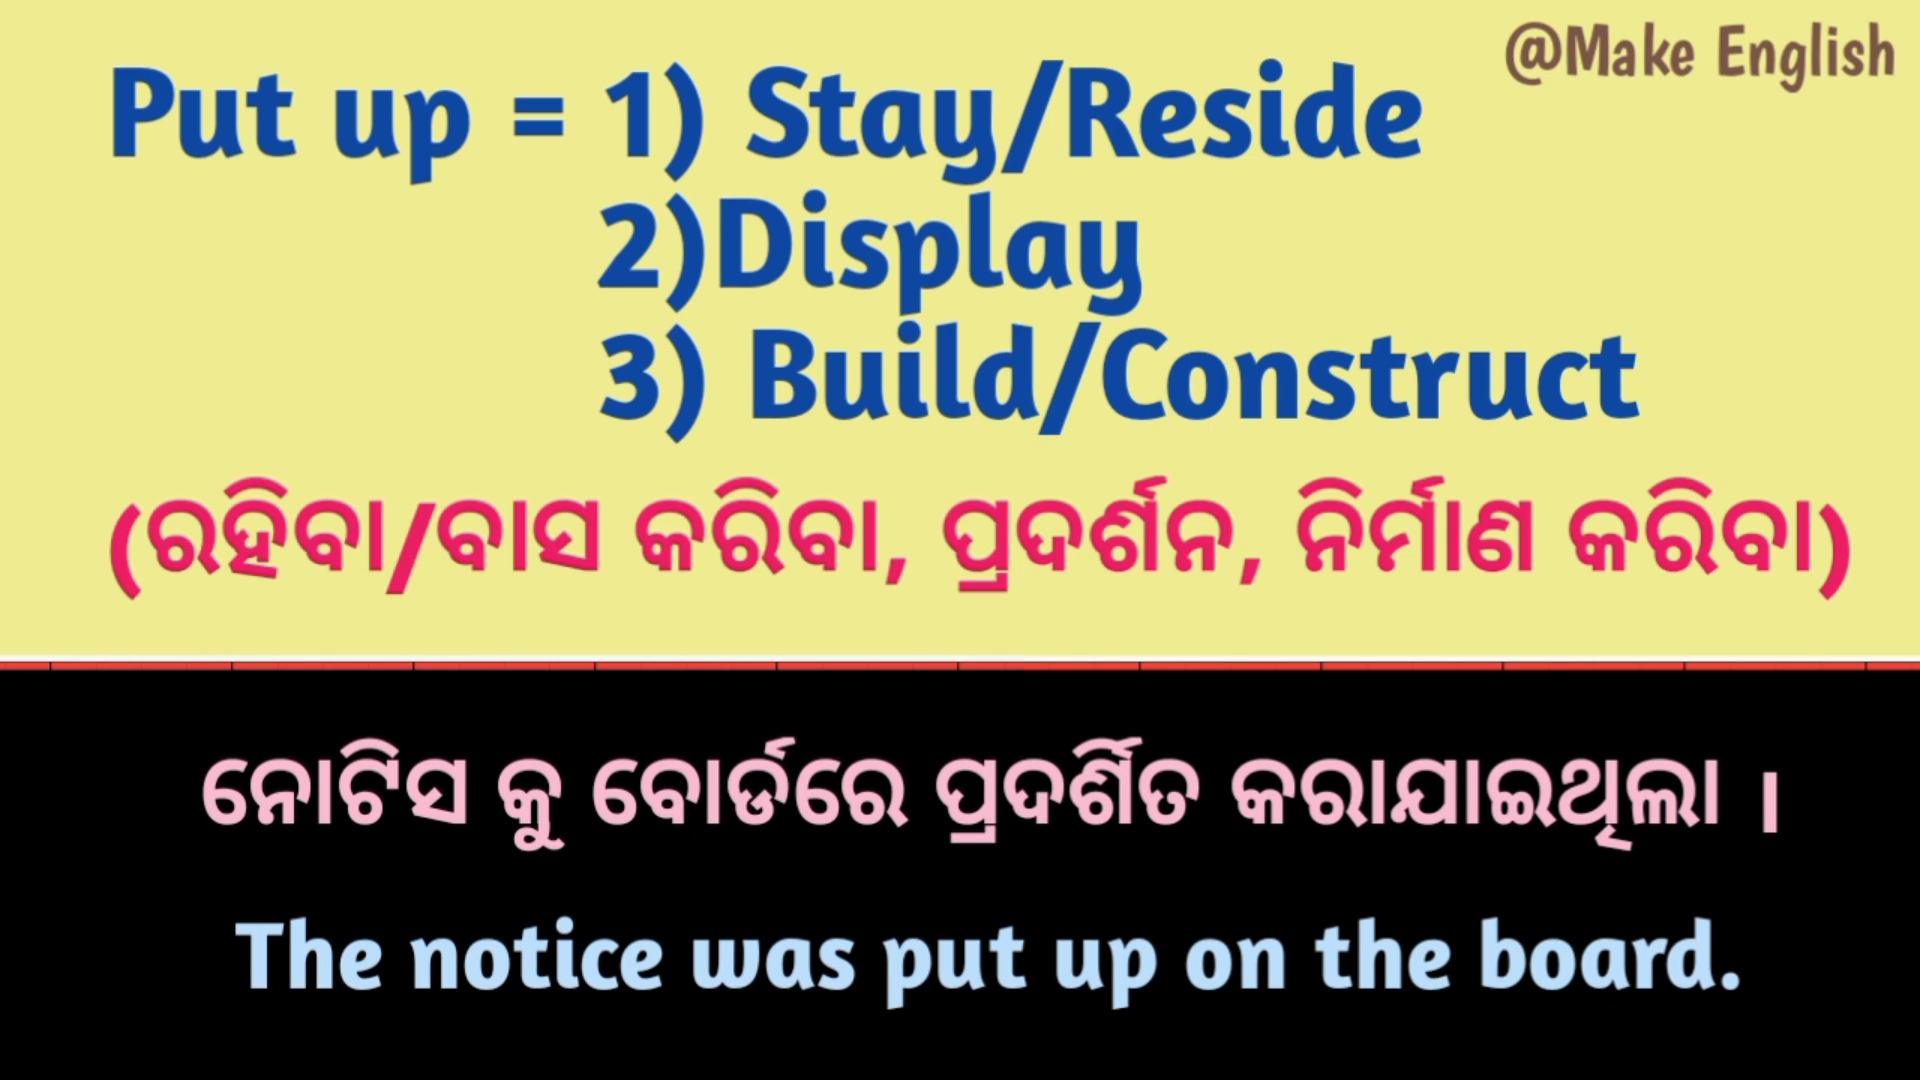 @Make English
Put up = 1) Stay/Reside
2)Display
3) Build/Construct
(ରହିବା/ବାସ କରିବା, ପ୍ରଦର୍ଶନ, ନିର୍ମାଣ କରିବା)
ନୋଟିସ କୁ ବୋର୍ଡରେ ପ୍ରଦର୍ଶିତ କରାଯାଇଥିଲା ।
The notice was put up on the board.